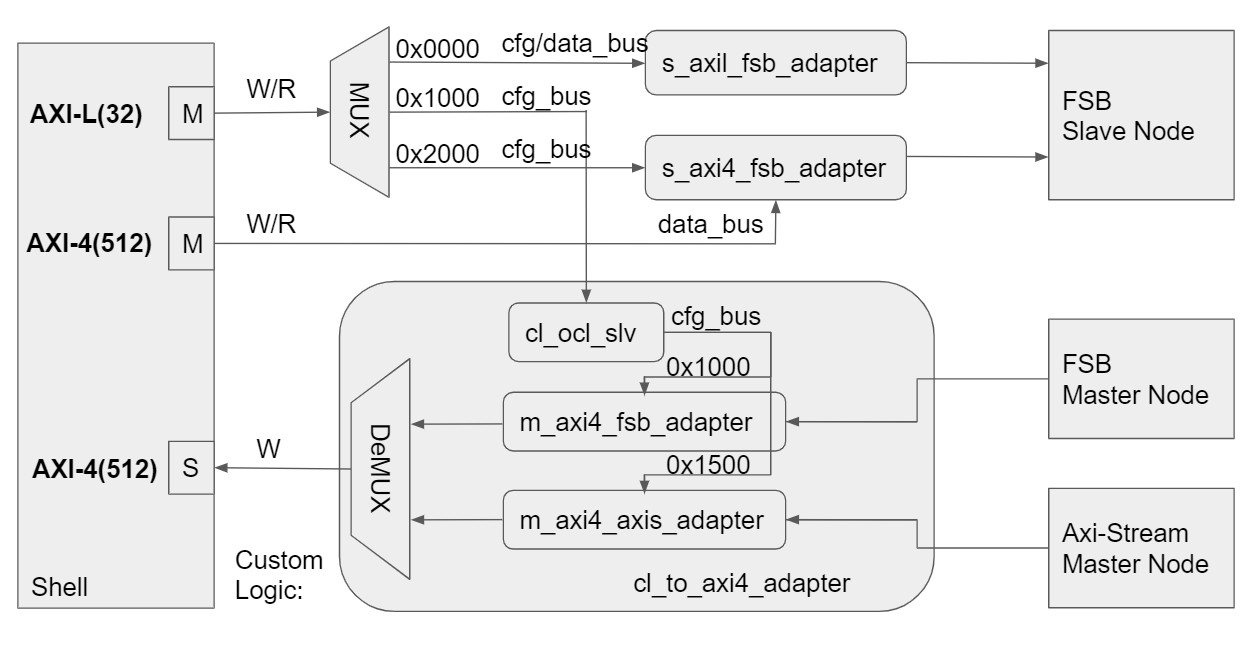 0x0000 cfg/data_bus
s_axil_fsb_adapter
W/R
AXI-L(32)
M
MUX
0x1000 cfg_bus
FSB
Slave Node
0x2000 cfg_bus
s_axi4_fsb_adapter
W/R
data_bus
AXI-4(512)
M
cl_ocl_slv
cfg_bus
0x1000
FSB
Master Node
m_axi4_fsb_adapter
DeMUX
W
AXI-4(512)
S
0x1500
m_axi4_axis_adapter
Axi-Stream
Master Node
Custom
Logic:
Shell
cl_to_axi4_adapter